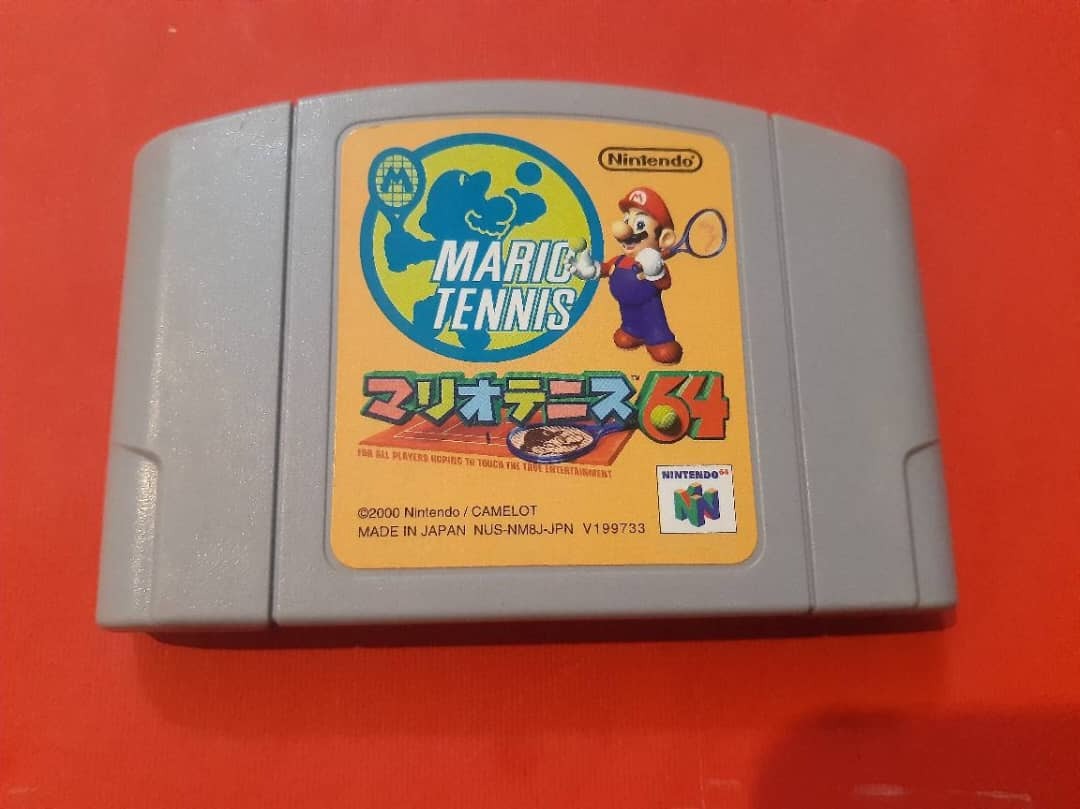 Nintendo
M
MARIO
TENNIS
マリオテニス64
TM
FOR ALL PLAYERS HOPING TO TOUCH THE TRUE ENTERTAINMENT
NINTENDO64
©2000 Nintendo / CAMELOT
MADE IN JAPAN NUS-NM8J-JPN V199733